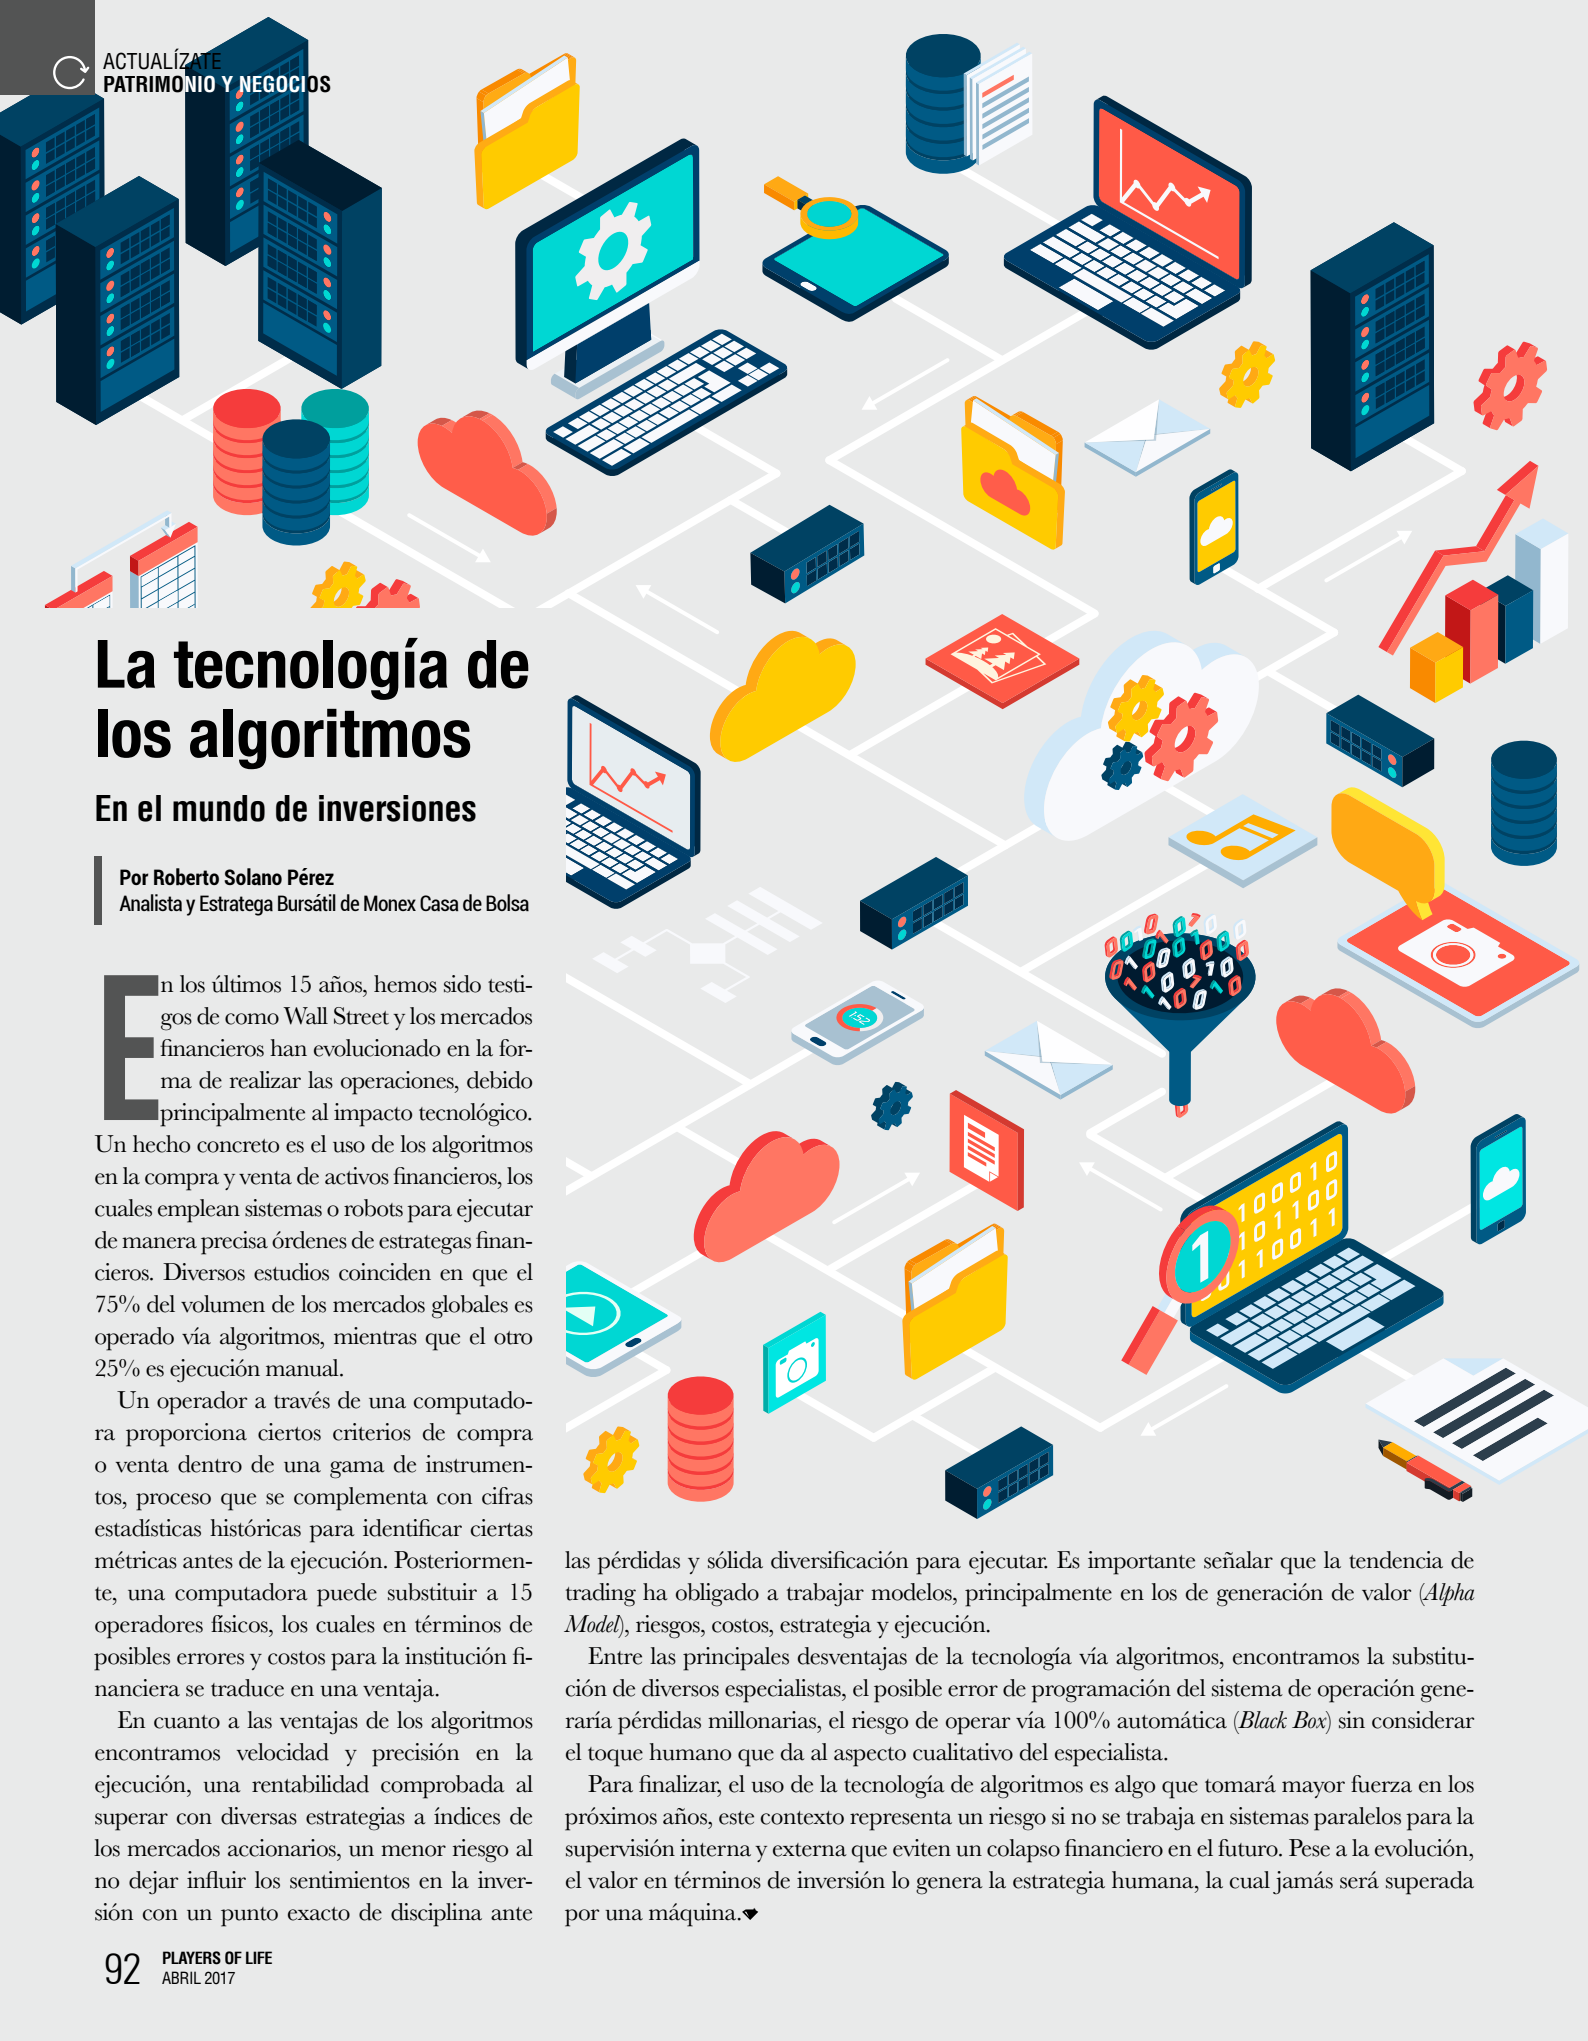 ACTUALÍZATE
PATRIMONIO Y NEGOCIOS
La tecnología de
los algoritmos
En el mundo de inversiones
Por Roberto Solano Pérez
Analista y Estratega Bursátil de Monex Casa de Bolsa
En los últimos 15 años, hemos sido testi-
gos de como Wall Street y los mercados
financieros han evolucionado en la for-
ma de realizar las operaciones, debido
principalmente al impacto tecnológico.
Un hecho concreto es el uso de los algoritmos
en la compra y venta de activos financieros, los
cuales emplean sistemas o robots para ejecutar
de manera precisa órdenes de estrategas finan-
cieros. Diversos estudios coinciden en que el
75% del volumen de los mercados globales es
operado vía algoritmos, mientras que el otro
25% es ejecución manual.
Un operador a través de una computado-
ra proporciona ciertos criterios de compra
o venta dentro de una gama de instrumen-
tos, proceso que se complementa con cifras
estadísticas históricas para identificar ciertas
métricas antes de la ejecución. Posteriormen-
te, una computadora puede substituir a 15
operadores físicos, los cuales en términos de
posibles errores y costos para la institución fi-
nanciera se traduce en una ventaja.
En cuanto a las ventajas de los algoritmos
encontramos velocidad y precisión en la
ejecución, una rentabilidad comprobada al
superar con diversas estrategias a índices de
los mercados accionarios, un menor riesgo al
no dejar influir los sentimientos en la inver-
sión con un punto exacto de disciplina ante
las pérdidas y sólida diversificación para ejecutar. Es importante señalar que la tendencia de
trading ha obligado a trabajar modelos, principalmente en los de generación de valor (Alpha
Model), riesgos, costos, estrategia y ejecución.
Entre las principales desventajas de la tecnología vía algoritmos, encontramos la substitu-
ción de diversos especialistas, el posible error de programación del sistema de operación gene-
raría pérdidas millonarias, el riesgo de operar vía 100% automática (Black Box) sin considerar
el toque humano que da al aspecto cualitativo del especialista.
Para finalizar, el uso de la tecnología de algoritmos es algo que tomará mayor fuerza en los
próximos años, este contexto representa un riesgo si no se trabaja en sistemas paralelos para la
supervisión interna y externa que eviten un colapso financiero en el futuro. Pese a la evolución,
el valor en términos de inversión lo genera la estrategia humana, la cual jamás será superada
por una máquina.
152
100010
101100
1
110011
92
PLAYERS OF LIFE
ABRIL 2017